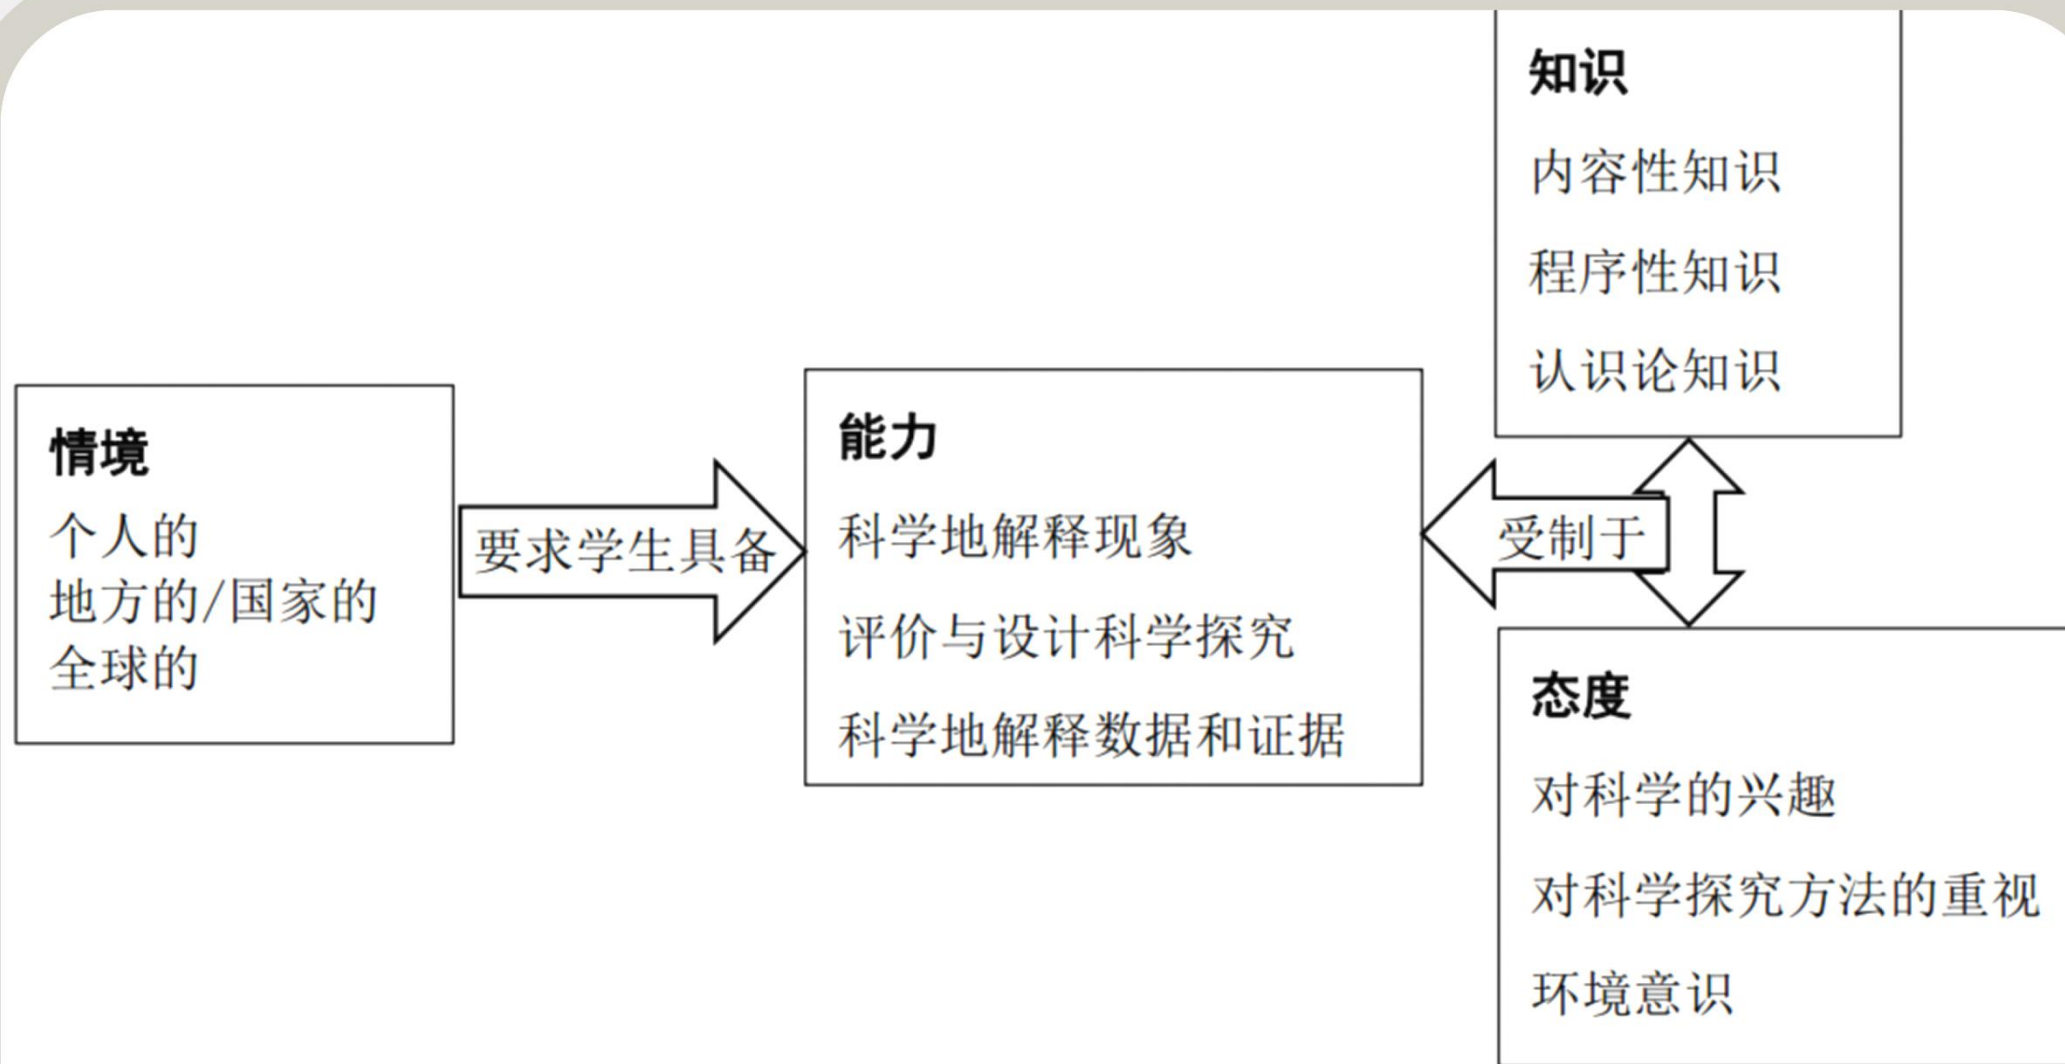 情境
个人的
地方的/国家的
全球的
要求学生具备
能力
科学地解释现象
评价与设计科学探究
科学地解释数据和证据
受制于
知识
内容性知识
程序性知识
认识论知识
态度
对科学的兴趣
对科学探究方法的重视
环境意识